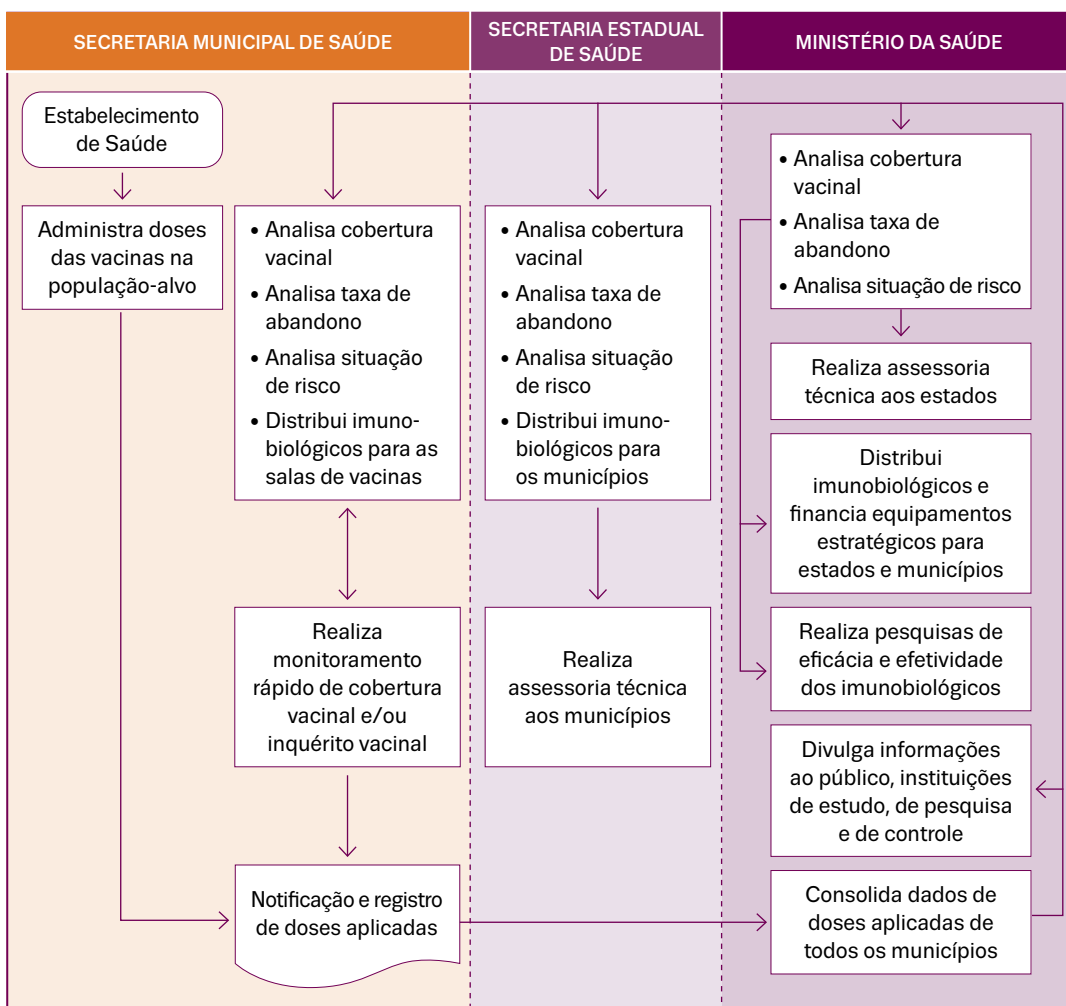 SECRETARIA MUNICIPAL DE SAÚDE
SECRETARIA ESTADUAL
DE SAÚDE
MINISTÉRIO DA SAÚDE
Estabelecimento
de Saúde
Administra doses
das vacinas na
população-alvo
• Analisa cobertura
vacinal
• Analisa taxa de
abandono
• Analisa situação
de risco
• Distribui imuno-
biológicos para as
salas de vacinas
Realiza
monitoramento
rápido de cobertura
vacinal e/ou
inquérito vacinal
Notificação e registro
de doses aplicadas
• Analisa cobertura
vacinal
• Analisa taxa de
abandono
• Analisa situação
de risco
• Distribui imuno-
biológicos para
os municípios
Realiza
assessoria técnica
aos municípios
• Analisa cobertura
vacinal
• Analisa taxa de
abandono
• Analisa situação de risco
Realiza assessoria
técnica aos estados
Distribui
imunobiológicos e
financia equipamentos
estratégicos para
estados e municípios
Realiza pesquisas de
eficácia e efetividade
dos imunobiológicos
Divulga informações
ao público, instituições
de estudo, de pesquisa
e de controle
Consolida dados de
doses aplicadas de
todos os municípios